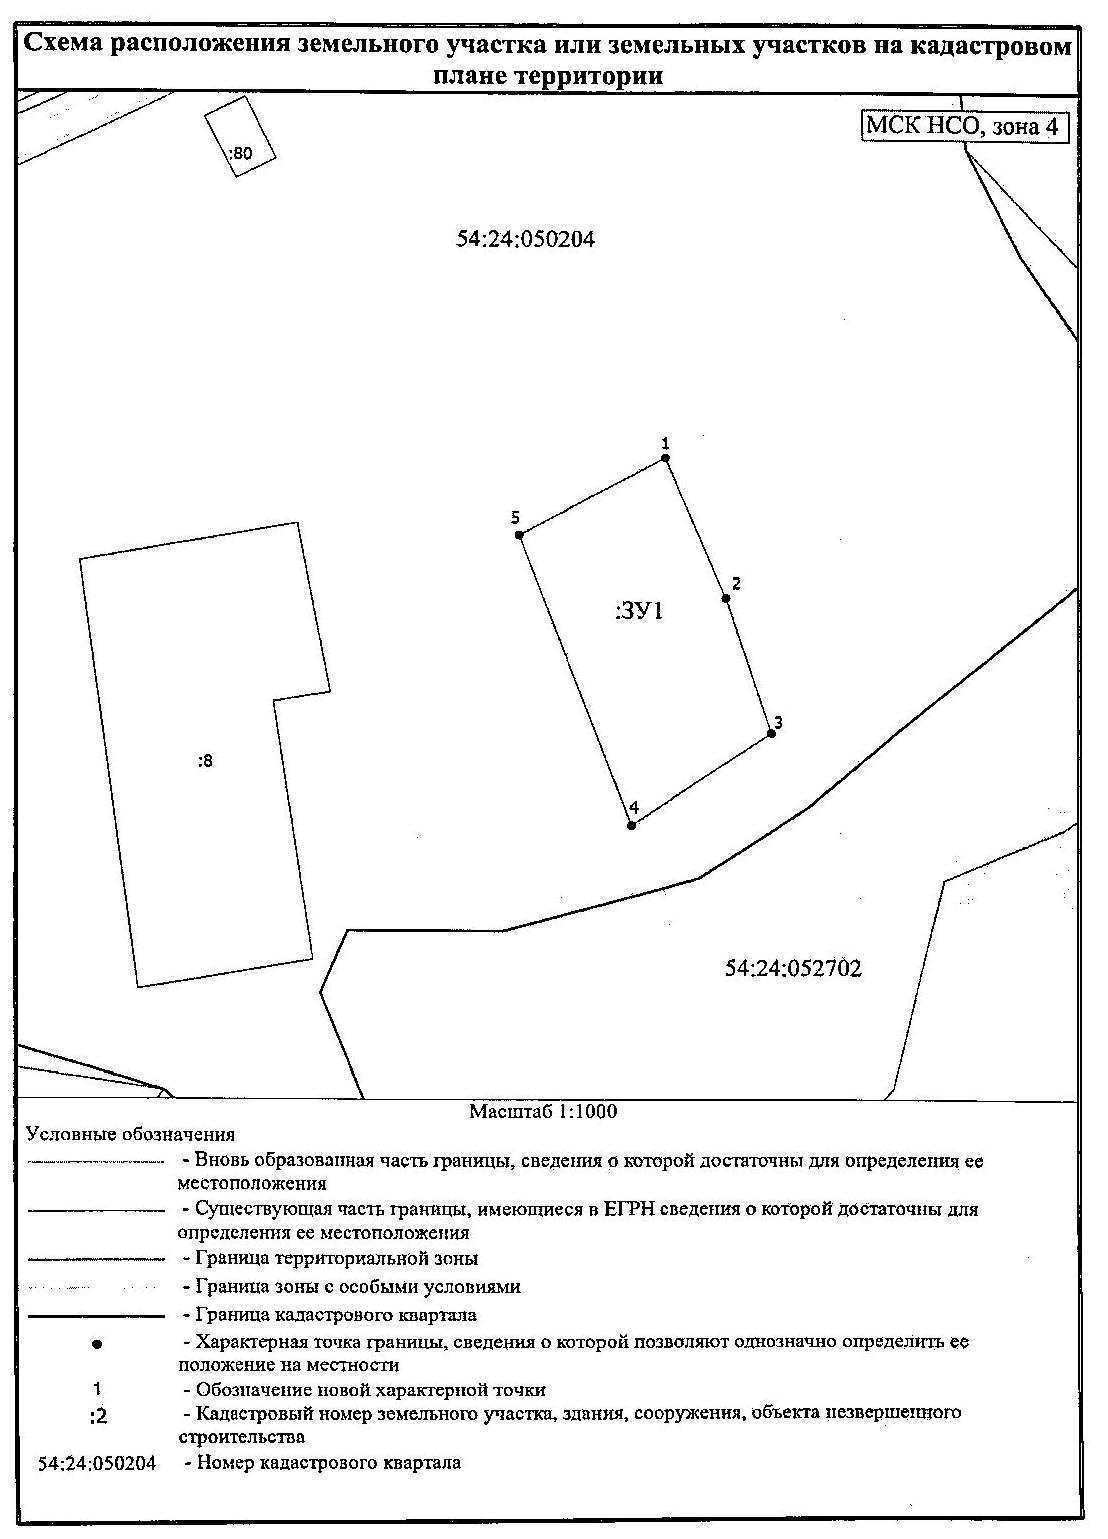 Схема расположения земельного участка или земельных участков на кадастровом
плане территории
МСК НСО, зона 4
:80
54:24:050204
1
5
2
:ЗУ1
3
:8
4
54:24:052702
Масштаб 1:1000
Условные обозначения
- Вновь образованная часть границы, сведения о которой достаточны для определения ее
местоположения
- Существующая часть границы, имеющиеся в ЕГРН сведения о которой достаточны для
определения ее местоположения
- Граница территориальной зоны
- Граница зоны с особыми условиями
- Граница кадастрового квартала
- Характерная точка границы, сведения о которой позволяют однозначно определить ее
положение на местности
1 - Обозначение новой характерной точки
:2 - Кадастровый номер земельного участка, здания, сооружения, объекта незвершенного
строительства
54:24:050204 - Номер кадастрового квартала